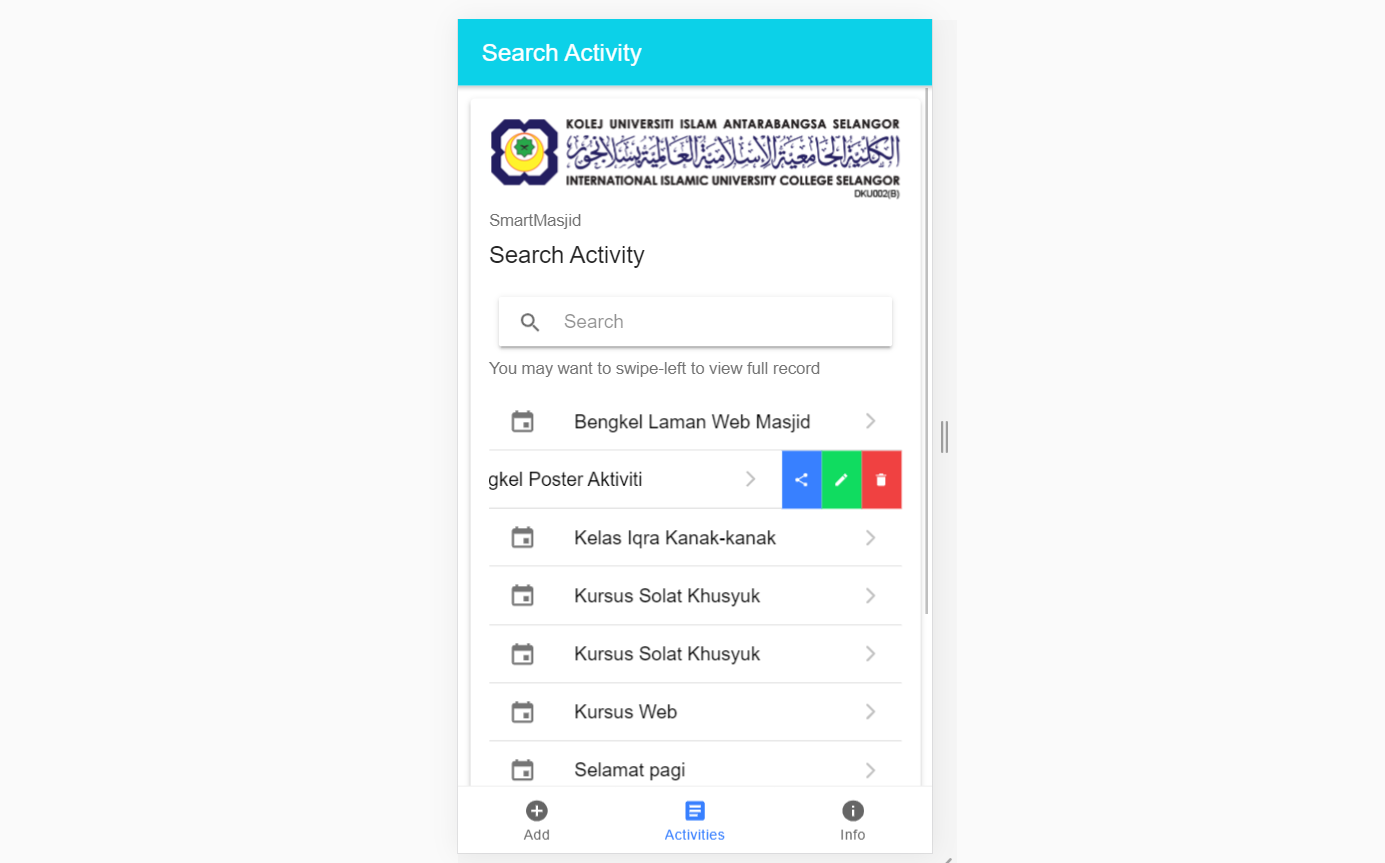 Search Activity
KOLEJ UNIVERSITI ISLAM ANTARABANGSA SELANGOR
الكلية الجامعية الإسلامية العالمية بسلانجور
INTERNATIONAL ISLAMIC UNIVERSITY COLLEGE SELANGOR
DKU002(B)
SmartMasjid
Search Activity
Search
You may want to swipe-left to view full record
Bengkel Laman Web Masjid
gkel Poster Aktiviti
Kelas Iqra Kanak-kanak
Kursus Solat Khusyuk
Kursus Solat Khusyuk
Kursus Web
Selamat pagi
Add
Activities
Info